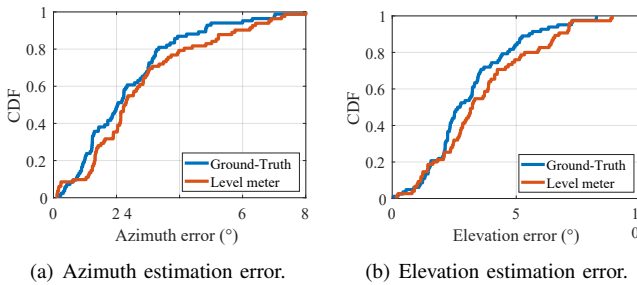 1
0.8
0.6
0.4
0.2
0
CDF
Ground-Truth
Level meter
0 2 4 6 8
Azimuth error (°)
(a) Azimuth estimation error.
1
0.8
0.6
0.4
0.2
0
CDF
Ground-Truth
Level meter
0 5 1
0
Elevation error (°)
(b) Elevation estimation error.